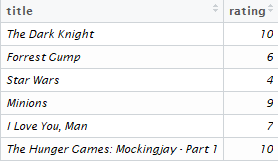 title rating
The Dark Knight 10
Forrest Gump 6
Star Wars 4
Minions 9
I Love You, Man 7
The Hunger Games: Mockingjay - Part 1 10